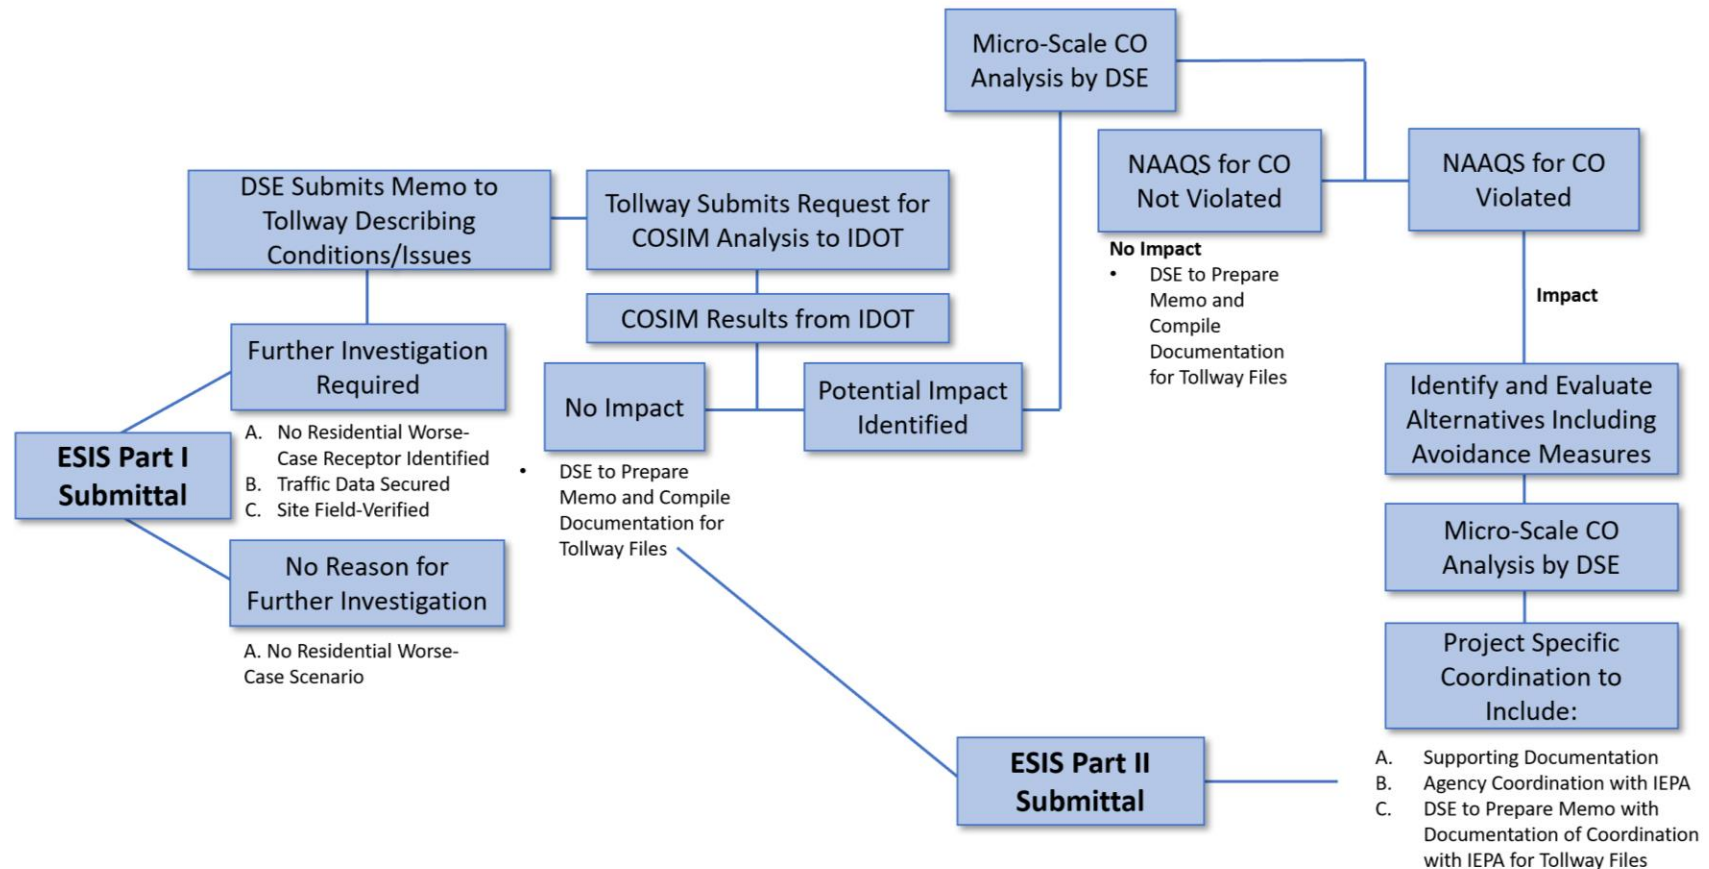 Micro-Scale CO
Analysis by DSE
NAAQS for CO
Not Violated
NAAQS for CO
Violated
No Impact
• DSE to Prepare
Memo and
Compile
Documentation
for Tollway Files
Impact
DSE Submits Memo to
Tollway Describing
Conditions/Issues
Tollway Submits Request for
COSIM Analysis to IDOT
COSIM Results from IDOT
Further Investigation
Required
A. No Residential Worse-
Case Receptor Identified
B. Traffic Data Secured
C. Site Field-Verified
No Impact
Potential Impact
Identified
• DSE to Prepare
Memo and Compile
Documentation for
Tollway Files
ESIS Part I
Submittal
No Reason for
Further Investigation
A. No Residential Worse-
Case Scenario
Identify and Evaluate
Alternatives Including
Avoidance Measures
Micro-Scale CO
Analysis by DSE
Project Specific
Coordination to
Include:
A. Supporting Documentation
B. Agency Coordination with IEPA
C. DSE to Prepare Memo with
Documentation of Coordination
with IEPA for Tollway Files
ESIS Part II
Submittal